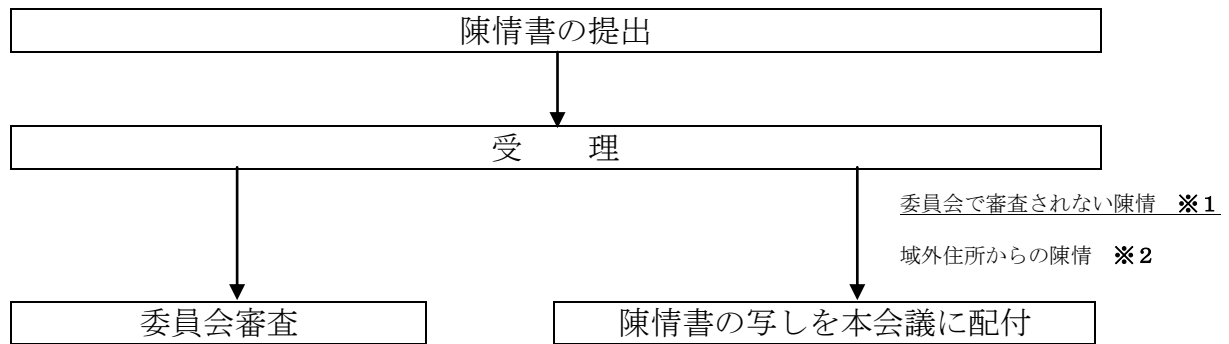 陳情書の提出
受　　理
委員会で審査されない陳情　※１
域外住所からの陳情　※２
委員会審査
陳情書の写しを本会議に配付